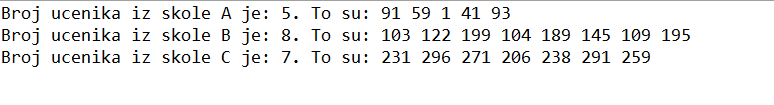 Broj ucenika iz skole A je: 5. To su: 91 59 1 41 93
Broj ucenika iz skole B je: 8. To su: 103 122 199 104 189 145 109 195
Broj ucenika iz skole C je: 7. To su: 231 296 271 206 238 291 259